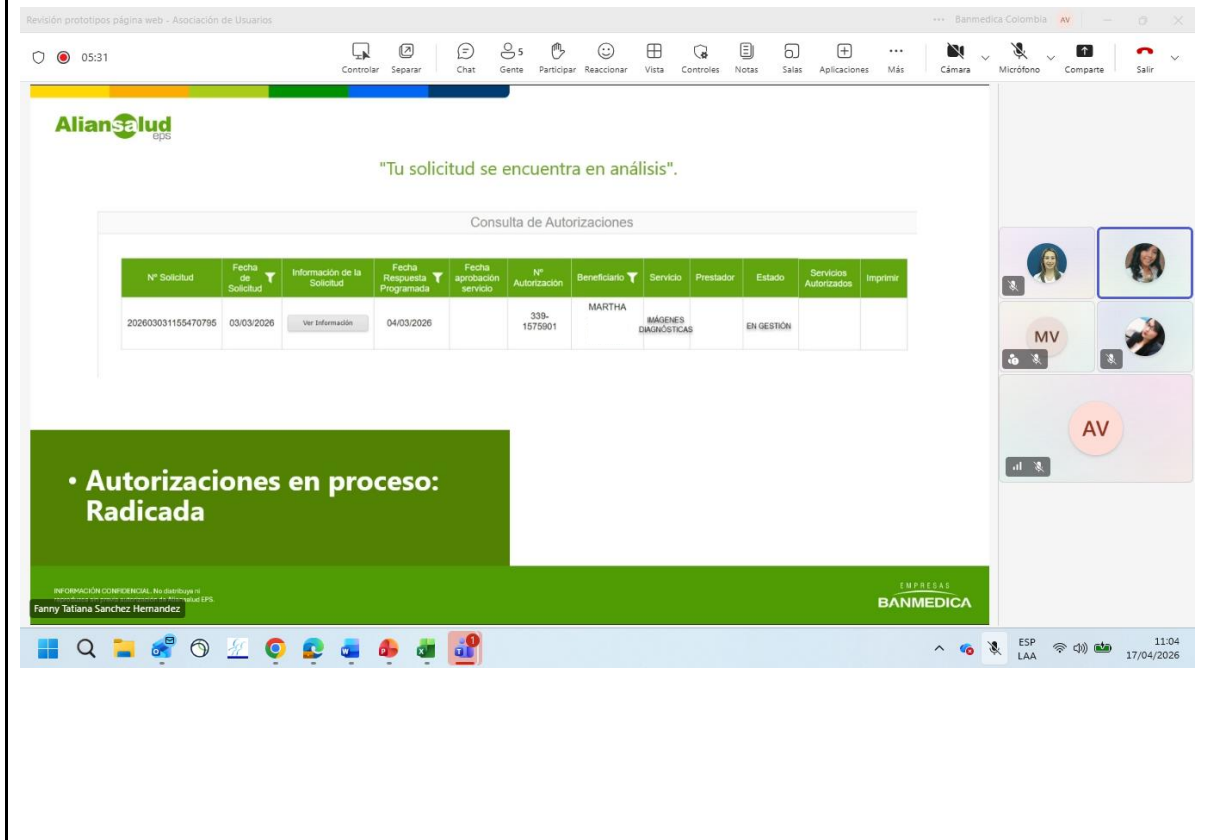 Revisión prototipos página web - Asociación de Usuarios
Banmedica Colombia AV
05:31
Controlar Separar Chat 5 Gente Participar Reaccionar Vista Controles Notas Salas Aplicaciones Más Cámara Micrófono Comparte Salir
Aliansalud
eps
"Tu solicitud se encuentra en análisis".
Consulta de Autorizaciones
N° Solicitud
Fecha de Solicitud
Información de la Solicitud
Fecha Respuesta Programada
Fecha aprobación servicio
N° Autorización
Beneficiario
Servicio
Prestador
Estado
Servicios Autorizados
Imprimir
202603031155470795
03/03/2026
Ver Información
04/03/2026
339-
1575901
MARTHA
IMÁGENES
DIAGNÓSTICAS
EN GESTIÓN
MV
AV
• Autorizaciones en proceso:
Radicada
INFORMACIÓN CONFIDENCIAL. No distribuya ni
Fanny Tatiana Sanchez Hernandez
EMPRESAS
BANMEDICA
1
ESP
LAA
11:04
17/04/2026